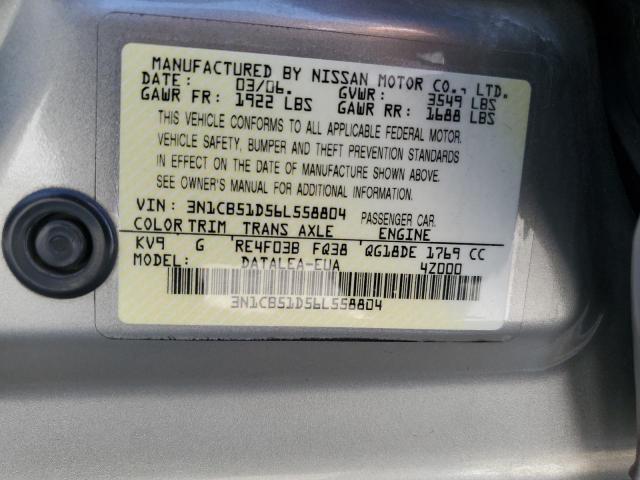 MANUFACTURED BY NISSAN MOTOR CO., LTD.
DATE: 03/06. GVWR: 3549 LBS
GAWR FR: 1922 LBS GAWR RR: 1688 LBS
THIS VEHICLE CONFORMS TO ALL APPLICABLE FEDERAL MOTOR
VEHICLE SAFETY, BUMPER AND THEFT PREVENTION STANDARDS
IN EFFECT ON THE DATE OF MANUFACTURE SHOWN ABOVE.
SEE OWNER'S MANUAL FOR ADDITIONAL INFORMATION.
VIN: 3N1CB51D56L558804 PASSENGER CAR.
COLOR TRIM TRANS AXLE ENGINE
KV9 G RE4F03B FQ38 QG18DE 1769 CC
MODEL: DATALEA-EUA 4Z000
3N1CB51D56L558804